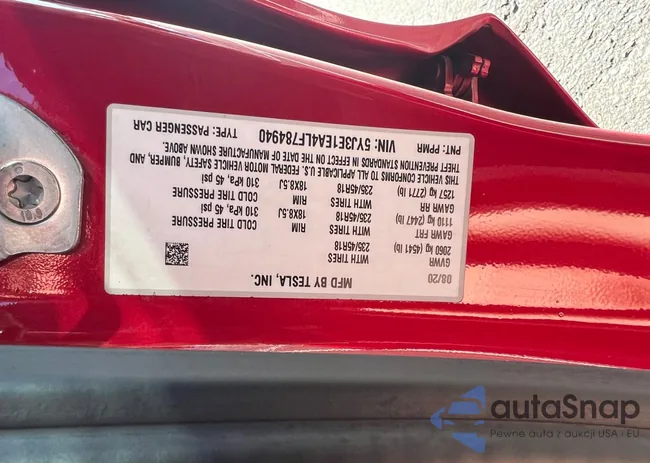 MFD BY TESLA, INC.
08/20
GVWR
2060 kg (4541 lb)
WITH TIRES
235/45R18
RIM
18X8.5J
COLD TIRE PRESSURE
310 kPa, 45 psi
GAWR FRT
1110 kg (2447 lb)
WITH TIRES
235/45R18
RIM
18X8.5J
COLD TIRE PRESSURE
310 kPa, 45 psi
GAWR RR
1257 kg (2771 lb)
THIS VEHICLE CONFORMS TO ALL APPLICABLE U.S. FEDERAL MOTOR VEHICLE SAFETY, BUMPER, AND
THEFT PREVENTION STANDARDS IN EFFECT ON THE DATE OF MANUFACTURE SHOWN ABOVE.
VIN: 5YJ3E1EA4LF784940 TYPE: PASSENGER CAR
PNT: PPMR
autaSnap
Pewne auta z aukcji USA i EU